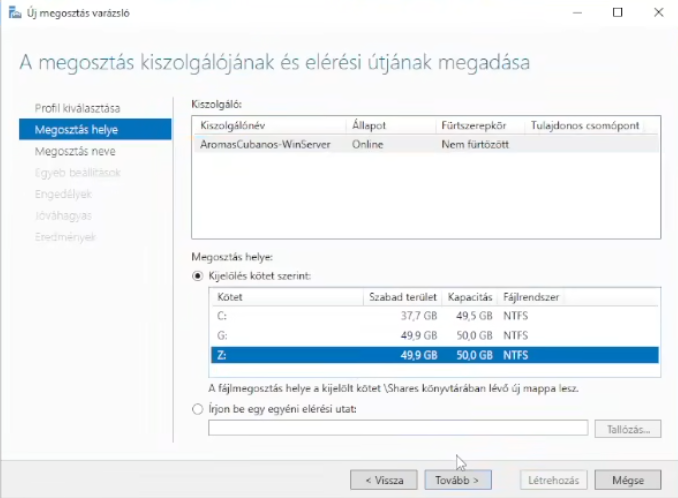 Új megosztás varázsló
A megosztás kiszolgálójának és elérési útjának megadása
Profil kiválasztása
Megosztás helye
Megosztás neve
Egyéb beállítások
Engedélyek
Jóváhagyás
Eredmények
Kiszolgáló:
Kiszolgálónév Állapot Fürtszerepkör Tulajdonos csomópont
AromasCubanos-WinServer Online Nem fürtözött
Megosztás helye:
Kijelölés kötet szerint:
Kötet Szabad terület Kapacitás Fájlrendszer
C: 37,7 GB 49,5 GB NTFS
G: 49,9 GB 50,0 GB NTFS
Z: 49,9 GB 50,0 GB NTFS
A fájlmegosztás helye a kijelölt kötet \Shares könyvtárában lévő új mappa lesz.
Írjon be egy egyéni elérési utat:
Tallózás...
< Vissza Tovább > Létrehozás Mégse